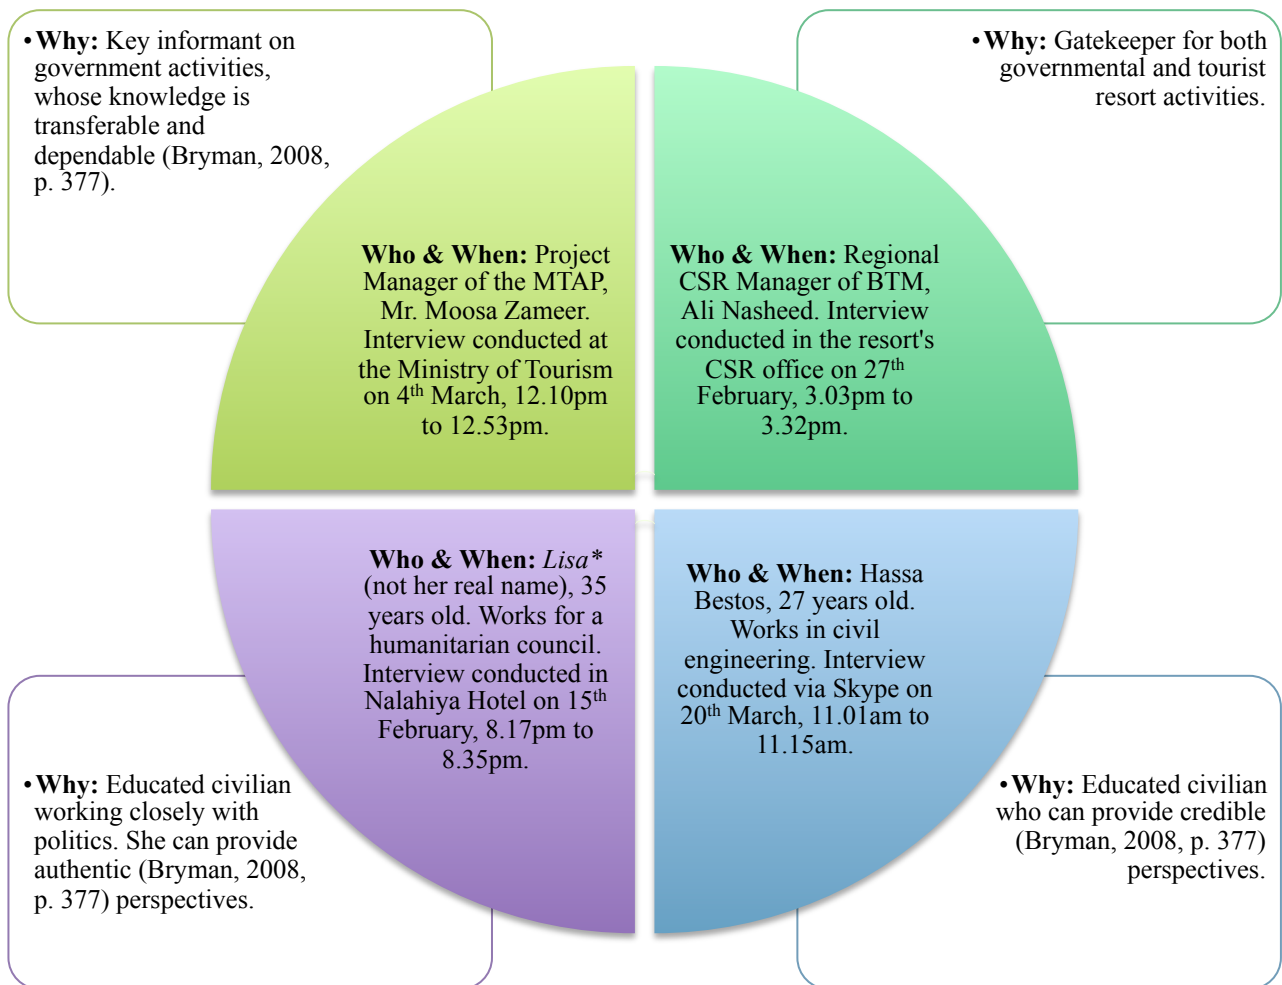 •Why: Key informant on
government activities,
whose knowledge is
transferable and
dependable (Bryman, 2008,
p. 377).
•Why: Gatekeeper for both
governmental and tourist
resort activities.
Who & When: Project
Manager of the MTAP,
Mr. Moosa Zameer.
Interview conducted at
the Ministry of Tourism
on 4th March, 12.10pm
to 12.53pm.
Who & When: Regional
CSR Manager of BTM,
Ali Nasheed. Interview
conducted in the resort's
CSR office on 27th
February, 3.03pm to
3.32pm.
Who & When: Lisa*
(not her real name), 35
years old. Works for a
humanitarian council.
Interview conducted in
Nalahiya Hotel on 15th
February, 8.17pm to
8.35pm.
Who & When: Hassa
Bestos, 27 years old.
Works in civil
engineering. Interview
conducted via Skype on
20th March, 11.01am to
11.15am.
•Why: Educated civilian
working closely with
politics. She can provide
authentic (Bryman, 2008,
p. 377) perspectives.
•Why: Educated civilian
who can provide credible
(Bryman, 2008, p. 377)
perspectives.